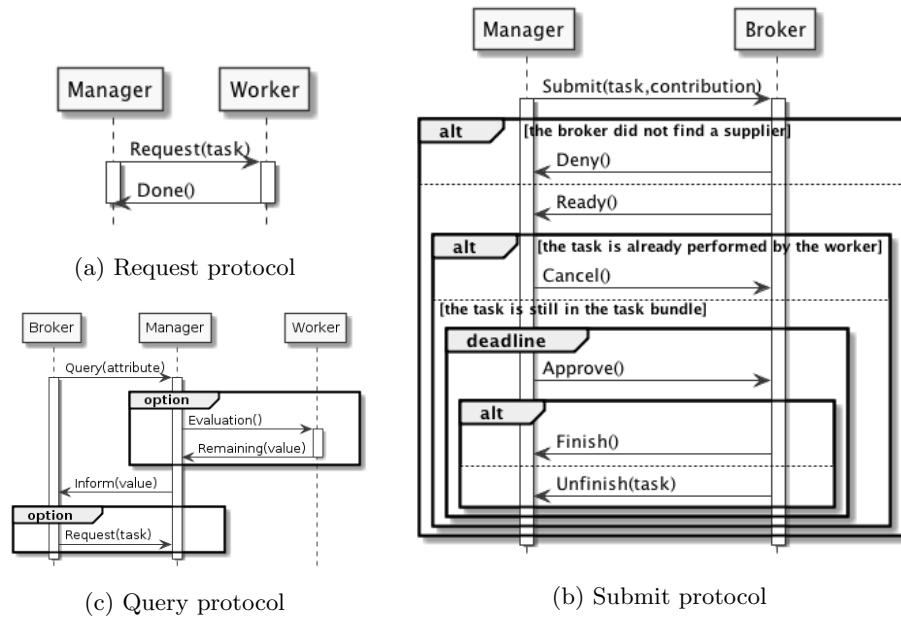 Manager Worker
Request(task)
Done()
(a) Request protocol
Broker Manager Worker
Query(attribute)
option
Evaluation()
Remaining(value)
Inform(value)
option
Request(task)
(c) Query protocol
Manager Broker
Submit(task,contribution)
alt [the broker did not find a supplier]
Deny()
Ready()
alt [the task is already performed by the worker]
Cancel()
[the task is still in the task bundle]
deadline
Approve()
alt
Finish()
Unfinish(task)
(b) Submit protocol